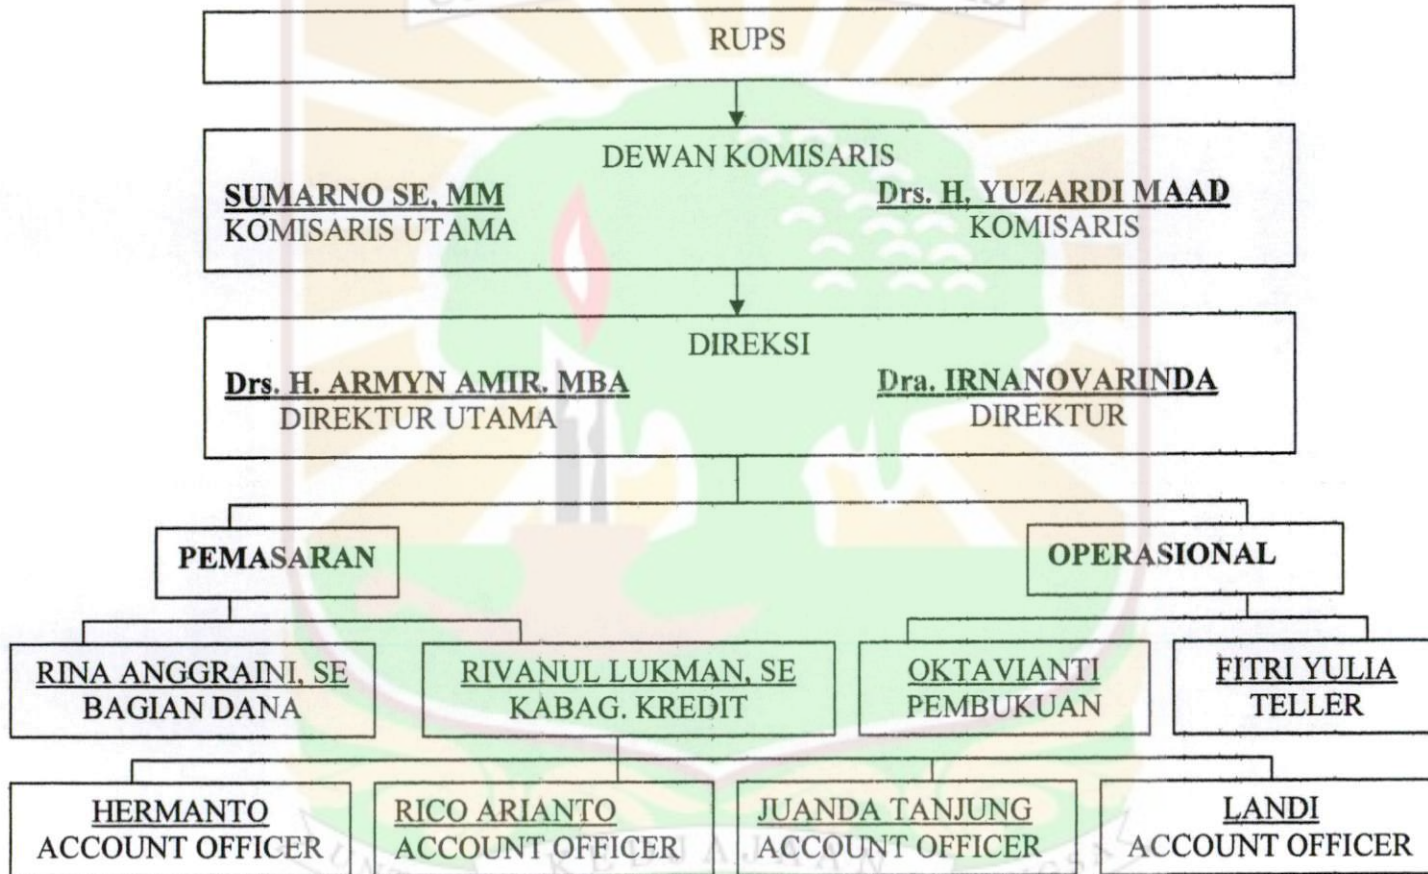 RUPS
DEWAN KOMISARIS
SUMARNO SE, MM
KOMISARIS UTAMA
Drs. H, YUZARDI MAAD
KOMISARIS
DIREKSI
Drs. H. ARMYN AMIR. MBA
DIREKTUR UTAMA
Dra. IRNANOVARINDA
DIREKTUR
PEMASARAN
OPERASIONAL
RINA ANGGRAINI, SE
BAGIAN DANA
RIVANUL LUKMAN, SE
KABAG. KREDIT
OKTAVIANTI
PEMBUKUAN
FITRI YULIA
TELLER
HERMANTO
ACCOUNT OFFICER
RICO ARIANTO
ACCOUNT OFFICER
JUANDA TANJUNG
ACCOUNT OFFICER
LANDI
ACCOUNT OFFICER
KEDJAJAAN